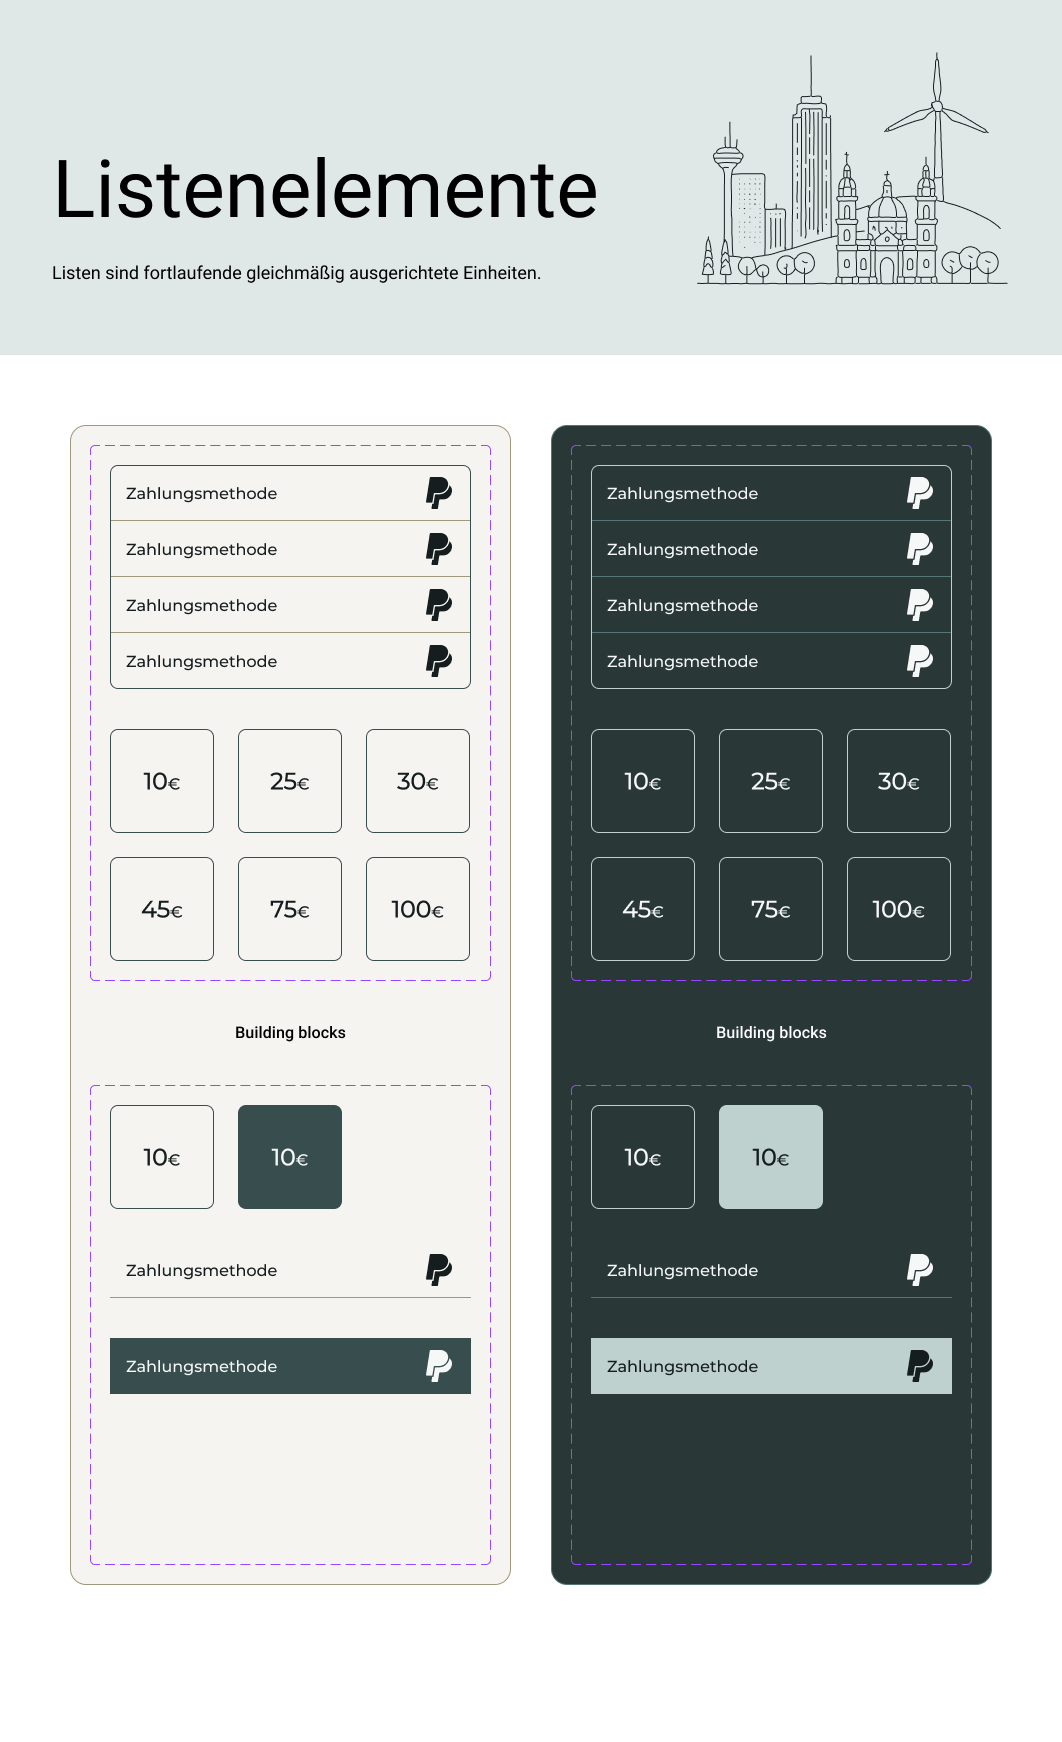 Listenelemente
Listen sind fortlaufende gleichmäßig ausgerichtete Einheiten.
Zahlungsmethode
Zahlungsmethode
Zahlungsmethode
Zahlungsmethode
10€ 25€ 30€
45€ 75€ 100€
Building blocks
10€ 10€
Zahlungsmethode
Zahlungsmethode
Zahlungsmethode
Zahlungsmethode
Zahlungsmethode
Zahlungsmethode
10€ 25€ 30€
45€ 75€ 100€
Building blocks
10€ 10€
Zahlungsmethode
Zahlungsmethode